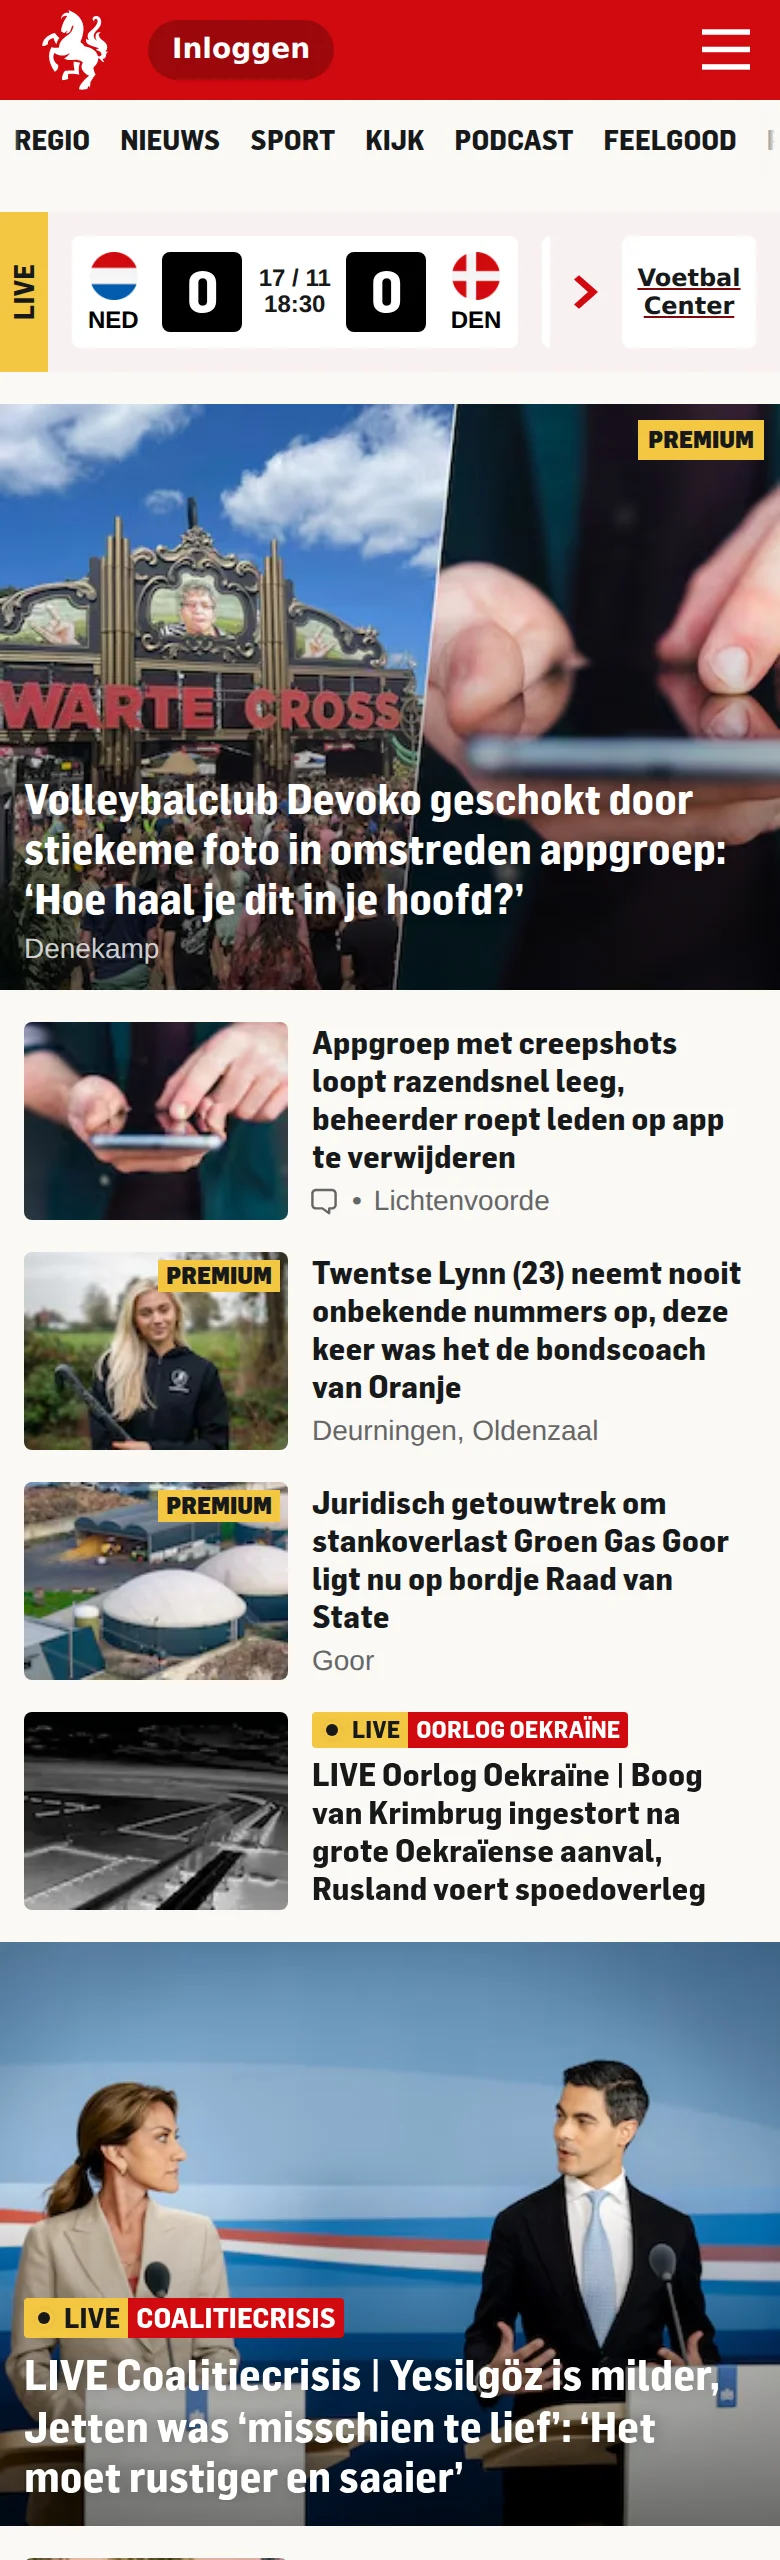 Inloggen
REGIO NIEUWS SPORT KIJK PODCAST FEELGOOD
LIVE
NED
0
17 / 11
18:30
0
DEN
Voetbal
Center
PREMIUM
WARTE CROSS
Volleybalclub Devoko geschokt door
stiekeme foto in omstreden appgroep:
‘Hoe haal je dit in je hoofd?’
Denekamp
Appgroep met creepshots
loopt razendsnel leeg,
beheerder roept leden op app
te verwijderen
• Lichtenvoorde
PREMIUM
Twentse Lynn (23) neemt nooit
onbekende nummers op, deze
keer was het de bondscoach
van Oranje
Deurningen, Oldenzaal
PREMIUM
Juridisch getouwtrek om
stankoverlast Groen Gas Goor
ligt nu op bordje Raad van
State
Goor
• LIVE OORLOG OEKRAÏNE
LIVE Oorlog Oekraïne | Boog
van Krimbrug ingestort na
grote Oekraïense aanval,
Rusland voert spoedoverleg
• LIVE COALITIECRISIS
LIVE Coalitiecrisis | Yesilgöz is milder,
Jetten was ‘misschien te lief’: ‘Het
moet rustiger en saaier’